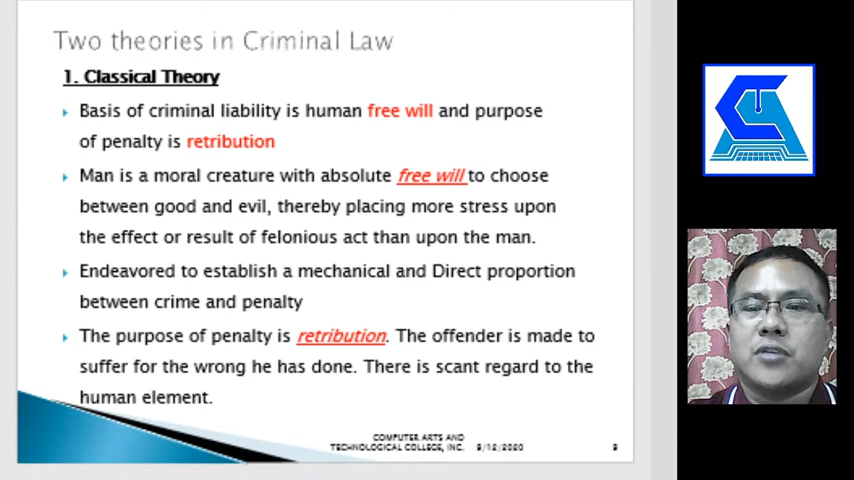 Two theories in Criminal Law
1. Classical Theory
Basis of criminal liability is human free will and purpose
of penalty is retribution
Man is a moral creature with absolute free will to choose
between good and evil, thereby placing more stress upon
the effect or result of felonious act than upon the man.
Endeavored to establish a mechanical and Direct proportion
between crime and penalty
The purpose of penalty is retribution. The offender is made to
suffer for the wrong he has done. There is scant regard to the
human element.
COMPUTER ARTS AND
TECHNOLOGICAL COLLEGE, INC. 9/12/2020 9